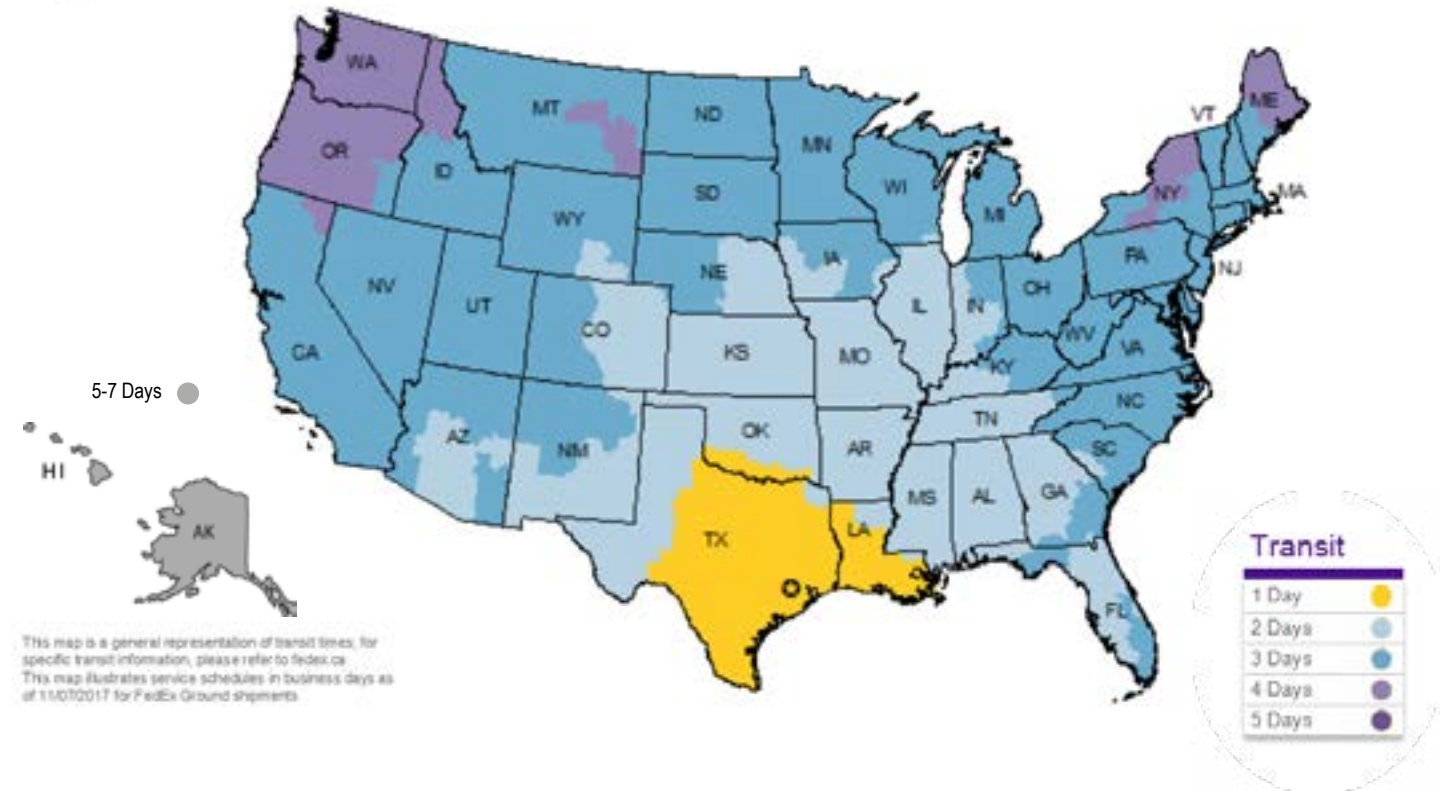 WA
MT
ND
MN
ME
VT
OR
ID
SD
WI
MI
NY
MA
WY
IA
PA
NE
NJ
NV
UT
CO
IL
IN
OH
WV
VA
CA
KS
MO
KY
NC
AZ
NM
OK
AR
TN
SC
MS
AL
GA
TX
LA
FL
5-7 Days
HI
AK
This map is a general representation of transit times; for
specific transit information, please refer to fedex.ca
This map illustrates service schedules in business days as
of 11/07/2017 for FedEx Ground shipments
Transit
1 Day
2 Days
3 Days
4 Days
5 Days